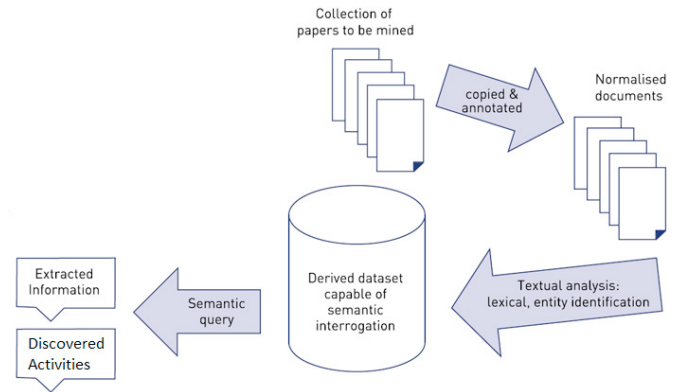 Collection of
papers to be mined
copied &
annotated
Normalised
documents
Textual analysis:
lexical, entity identification
Derived dataset
capable of
semantic
interrogation
Semantic
query
Extracted
Information
Discovered
Activities